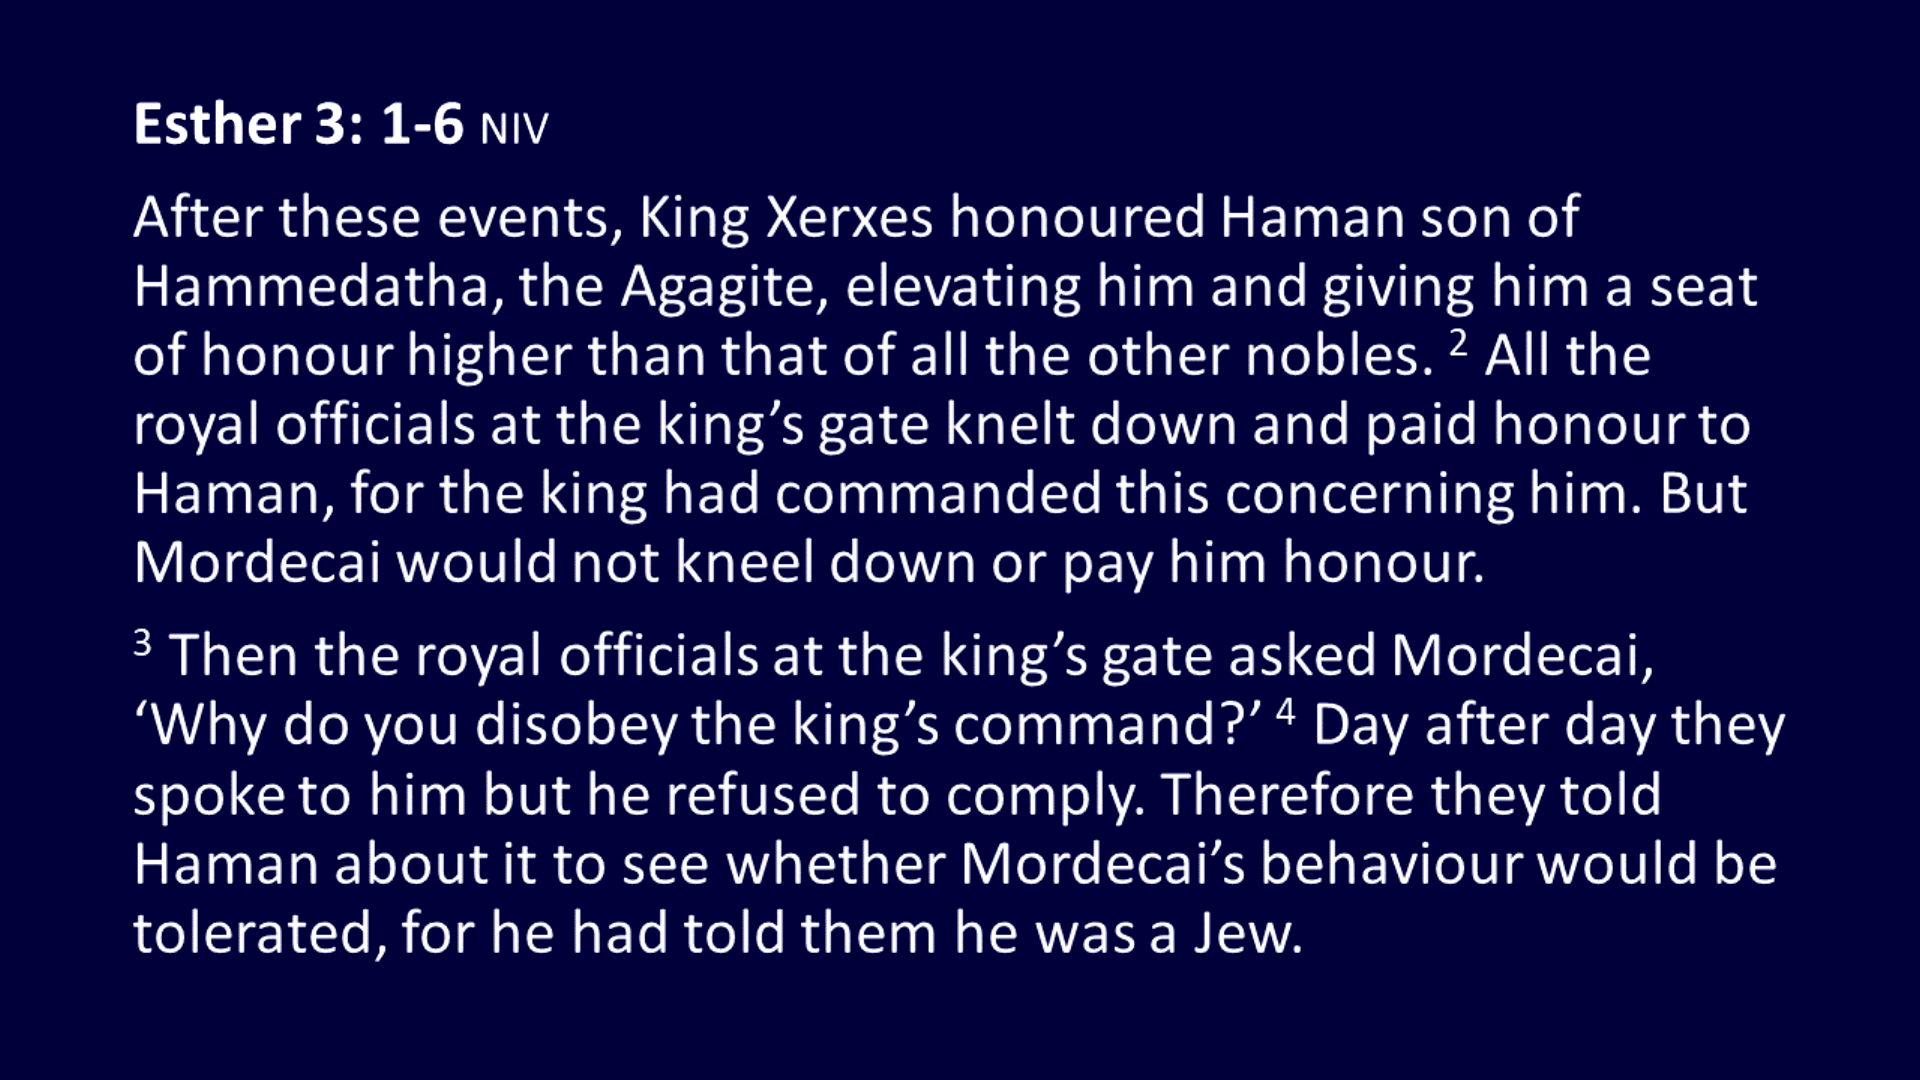 Esther 3: 1-6 NIV
After these events, King Xerxes honoured Haman son of
Hammedatha, the Agagite, elevating him and giving him a seat
of honour higher than that of all the other nobles. ² All the
royal officials at the king’s gate knelt down and paid honour to
Haman, for the king had commanded this concerning him. But
Mordecai would not kneel down or pay him honour.
³ Then the royal officials at the king’s gate asked Mordecai,
‘Why do you disobey the king’s command?’ ⁴ Day after day they
spoke to him but he refused to comply. Therefore they told
Haman about it to see whether Mordecai’s behaviour would be
tolerated, for he had told them he was a Jew.